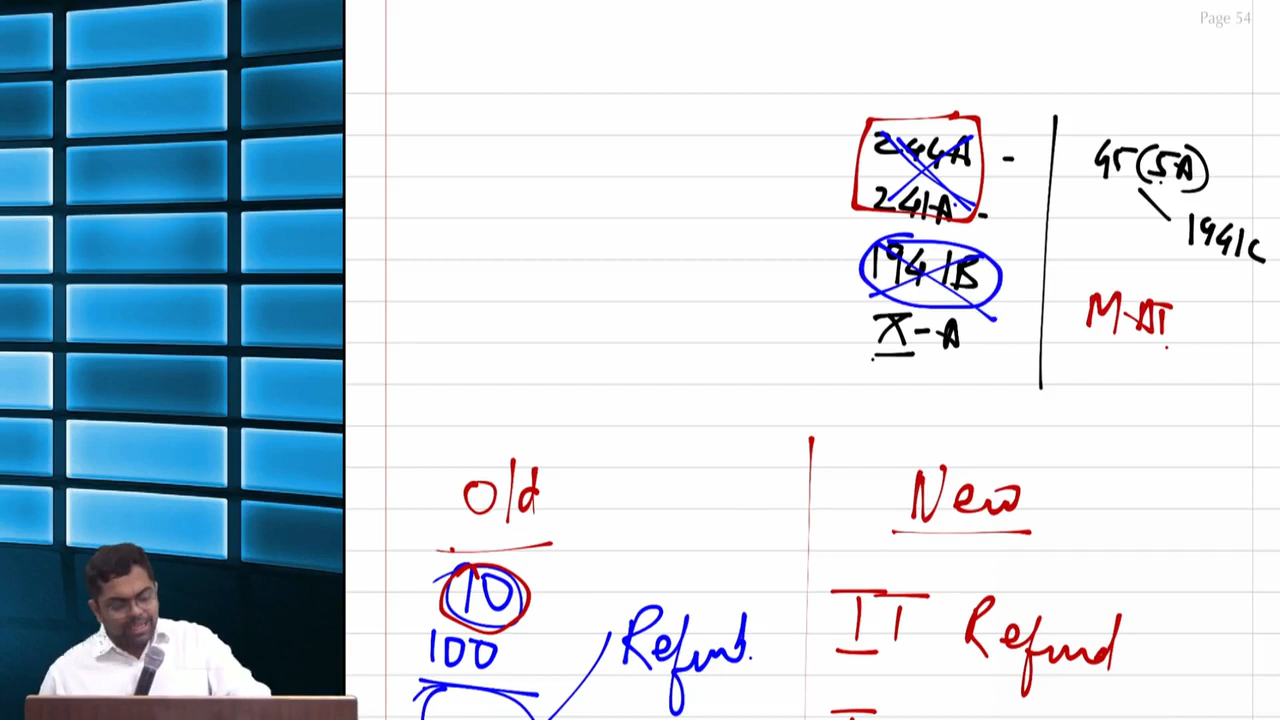 Page 54
244A -
241A -
194IB
X-A
45(5A)
194IC
MAT
Old
New
10
100
Refund
IT Refund